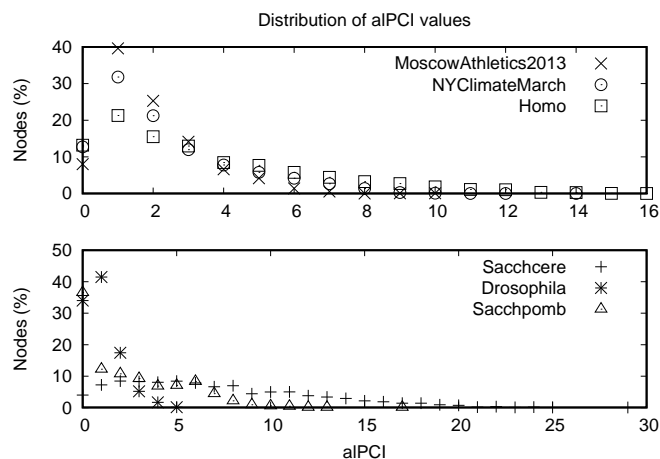 Distribution of alPCI values
40
30
20
10
0
Nodes (%)
MoscowAthletics2013
NYClimateMarch
Homo
0 2 4 6 8 10 12 14 16
50
40
30
20
10
0
Nodes (%)
Sacchcere
Drosophila
Sacchpomb
0 5 10 15 20 25 30
alPCI